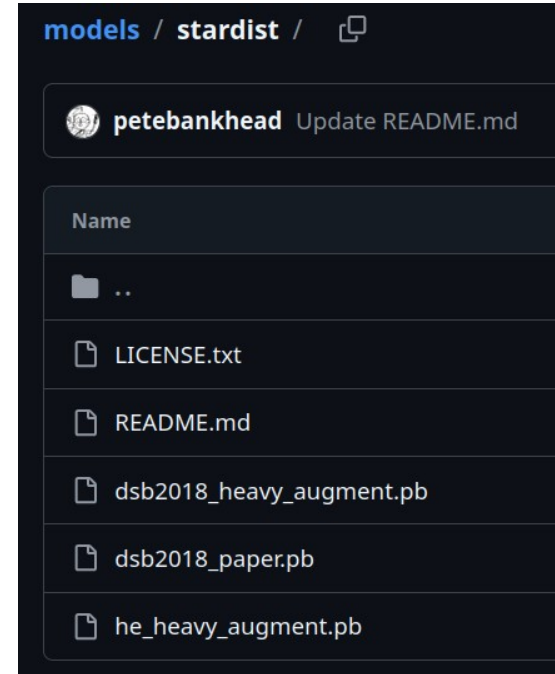 models / stardist /
petebankhead Update README.md
Name
..
LICENSE.txt
README.md
dsb2018_heavy_augment.pb
dsb2018_paper.pb
he_heavy_augment.pb